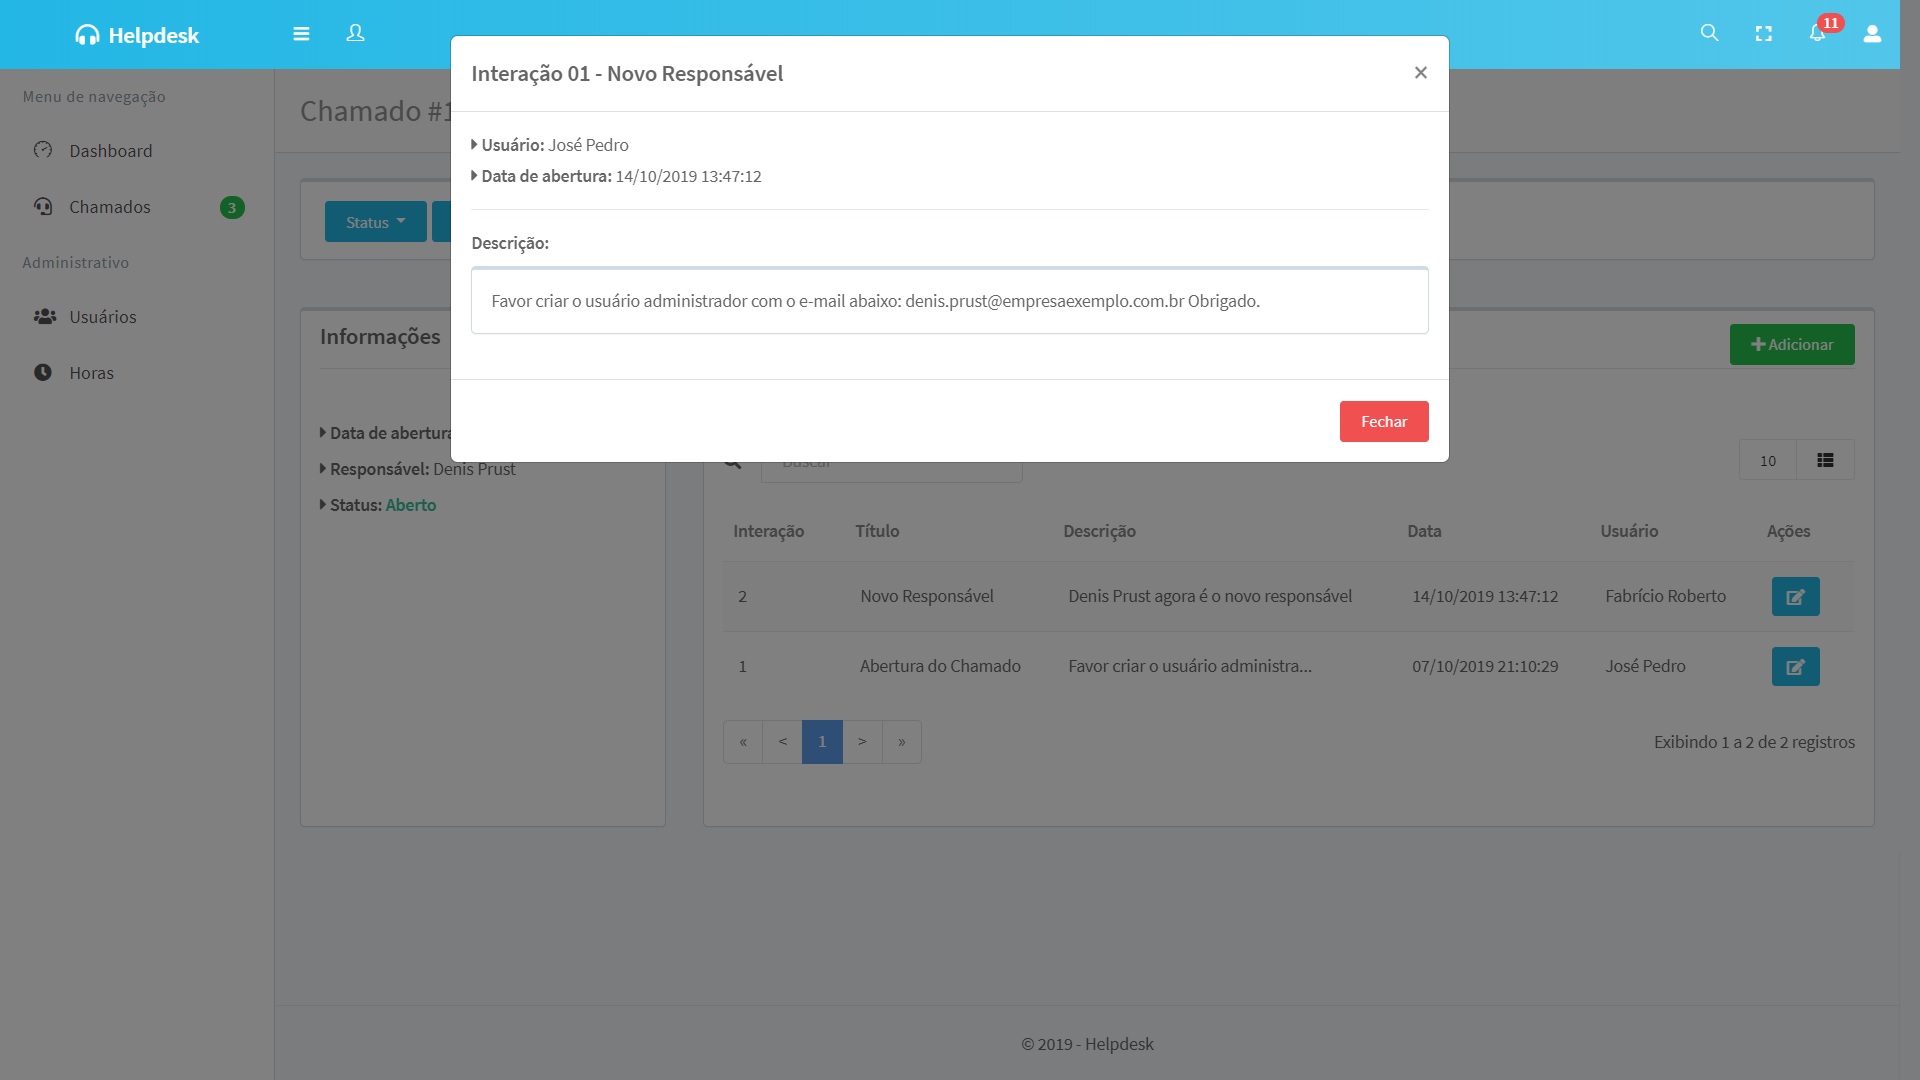 Helpdesk
11
Menu de navegação
Dashboard
Chamados 3
Administrativo
Usuários
Horas
Chamado #1
Status
Interação 01 - Novo Responsável ×
Usuário: José Pedro
Data de abertura: 14/10/2019 13:47:12
Descrição:
Favor criar o usuário administrador com o e-mail abaixo: denis.prust@empresaexemplo.com.br Obrigado.
Fechar
Informações
Data de abertura
Responsável: Denis Prust
Status: Aberto
Adicionar
Buscar
10
Interação Título Descrição Data Usuário Ações
2 Novo Responsável Denis Prust agora é o novo responsável 14/10/2019 13:47:12 Fabrício Roberto
1 Abertura do Chamado Favor criar o usuário administra... 07/10/2019 21:10:29 José Pedro
« < 1 > »
Exibindo 1 a 2 de 2 registros
© 2019 - Helpdesk